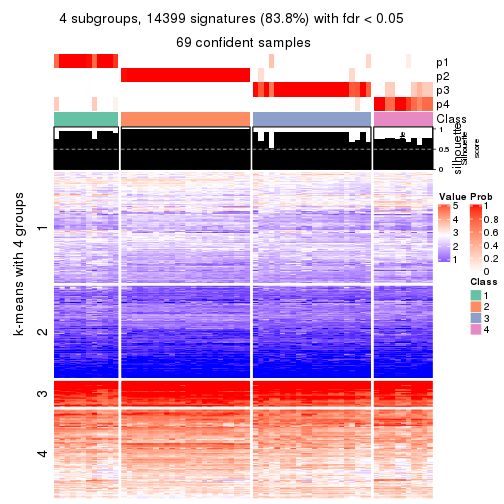 4 subgroups, 14399 signatures (83.8%) with fdr < 0.05
69 confident samples
p1
p2
p3
p4
Class
silhouette
Silhouette
score
1
0.5
0
k-means with 4 groups
1
2
3
4
Value
5
4
3
2
1
Prob
1
0.8
0.6
0.4
0.2
0
Class
1
2
3
4